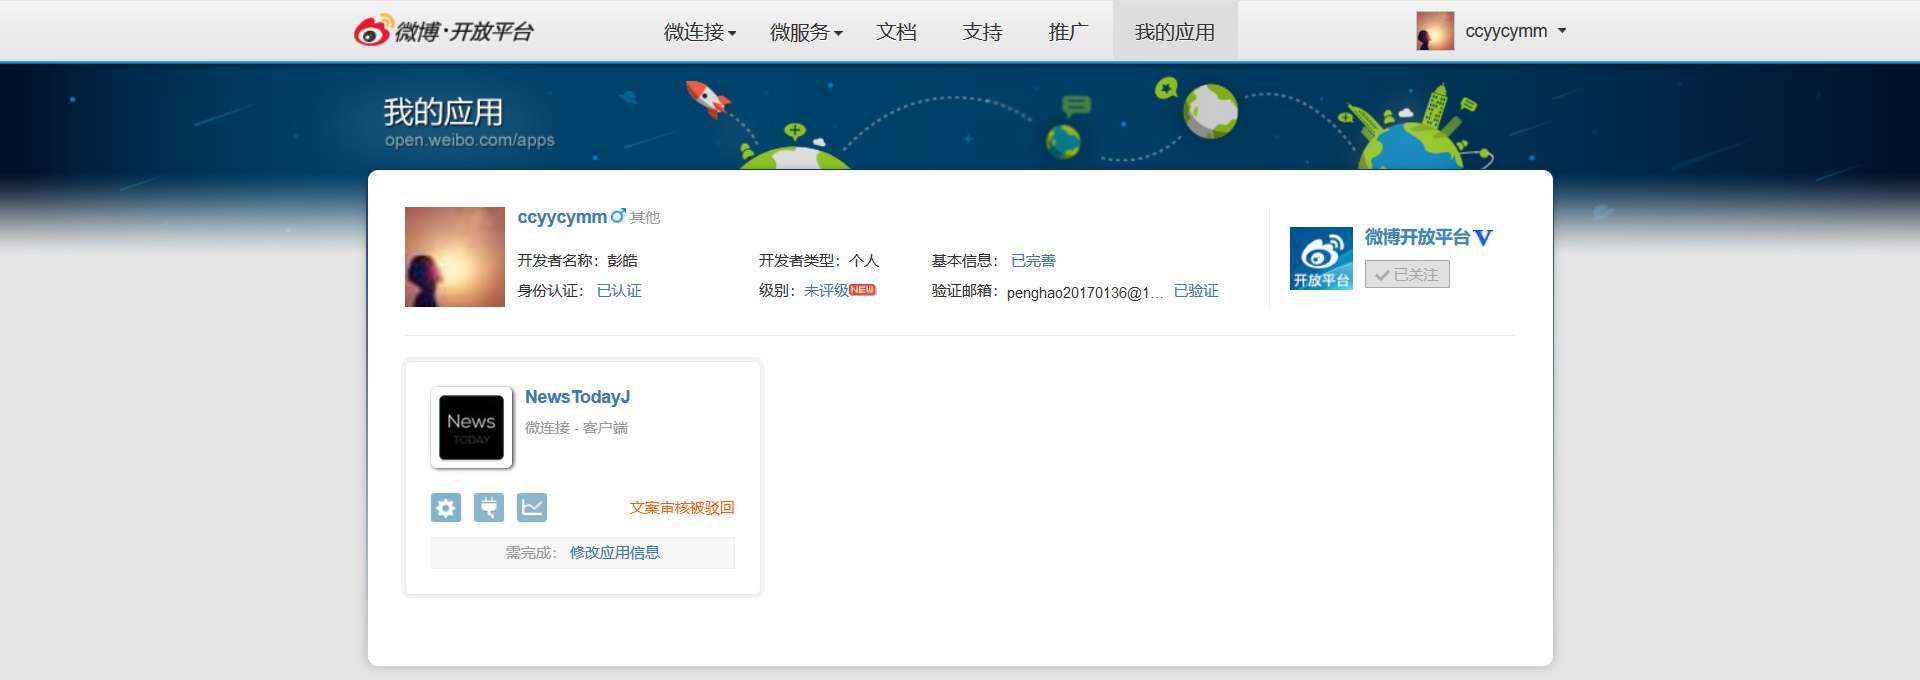 微博·开放平台
微连接
微服务
文档
支持
推广
我的应用
ccyycymm
我的应用
open.weibo.com/apps
ccyycymm 其他
开发者名称：彭皓
开发者类型：个人
基本信息：已完善
身份认证：已认证
级别：未评级NEW
验证邮箱：penghao20170136@1... 已验证
微博开放平台V
开放平台
已关注
News
TODAY
NewsTodayJ
微连接 - 客户端
文案审核被驳回
需完成：修改应用信息